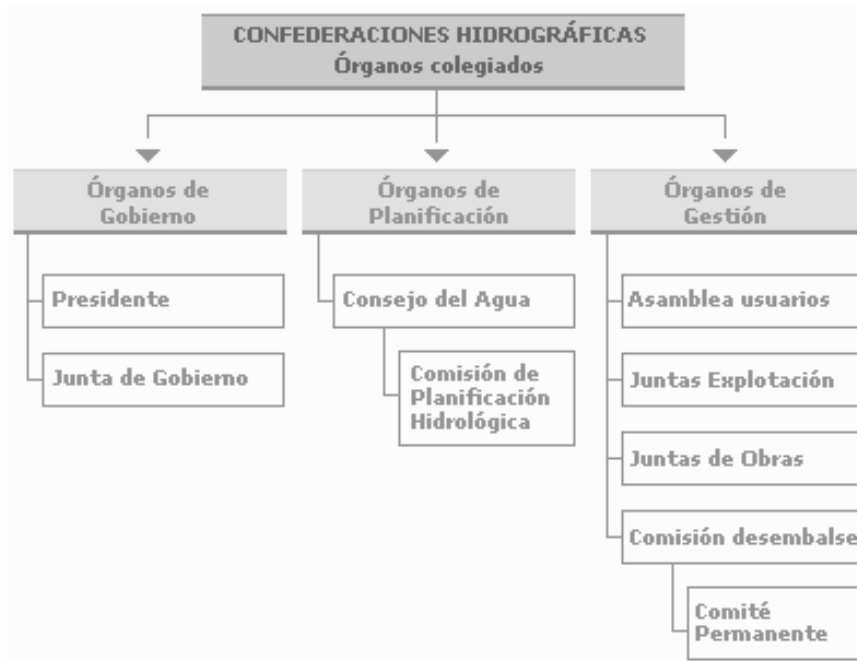 CONFEDERACIONES HIDROGRÁFICAS
Órganos colegiados
Órganos de
Gobierno
Presidente
Junta de Gobierno
Órganos de
Planificación
Consejo del Agua
Comisión de
Planificación
Hidrológica
Órganos de
Gestión
Asamblea usuarios
Juntas Explotación
Juntas de Obras
Comisión desembalse
Comité
Permanente